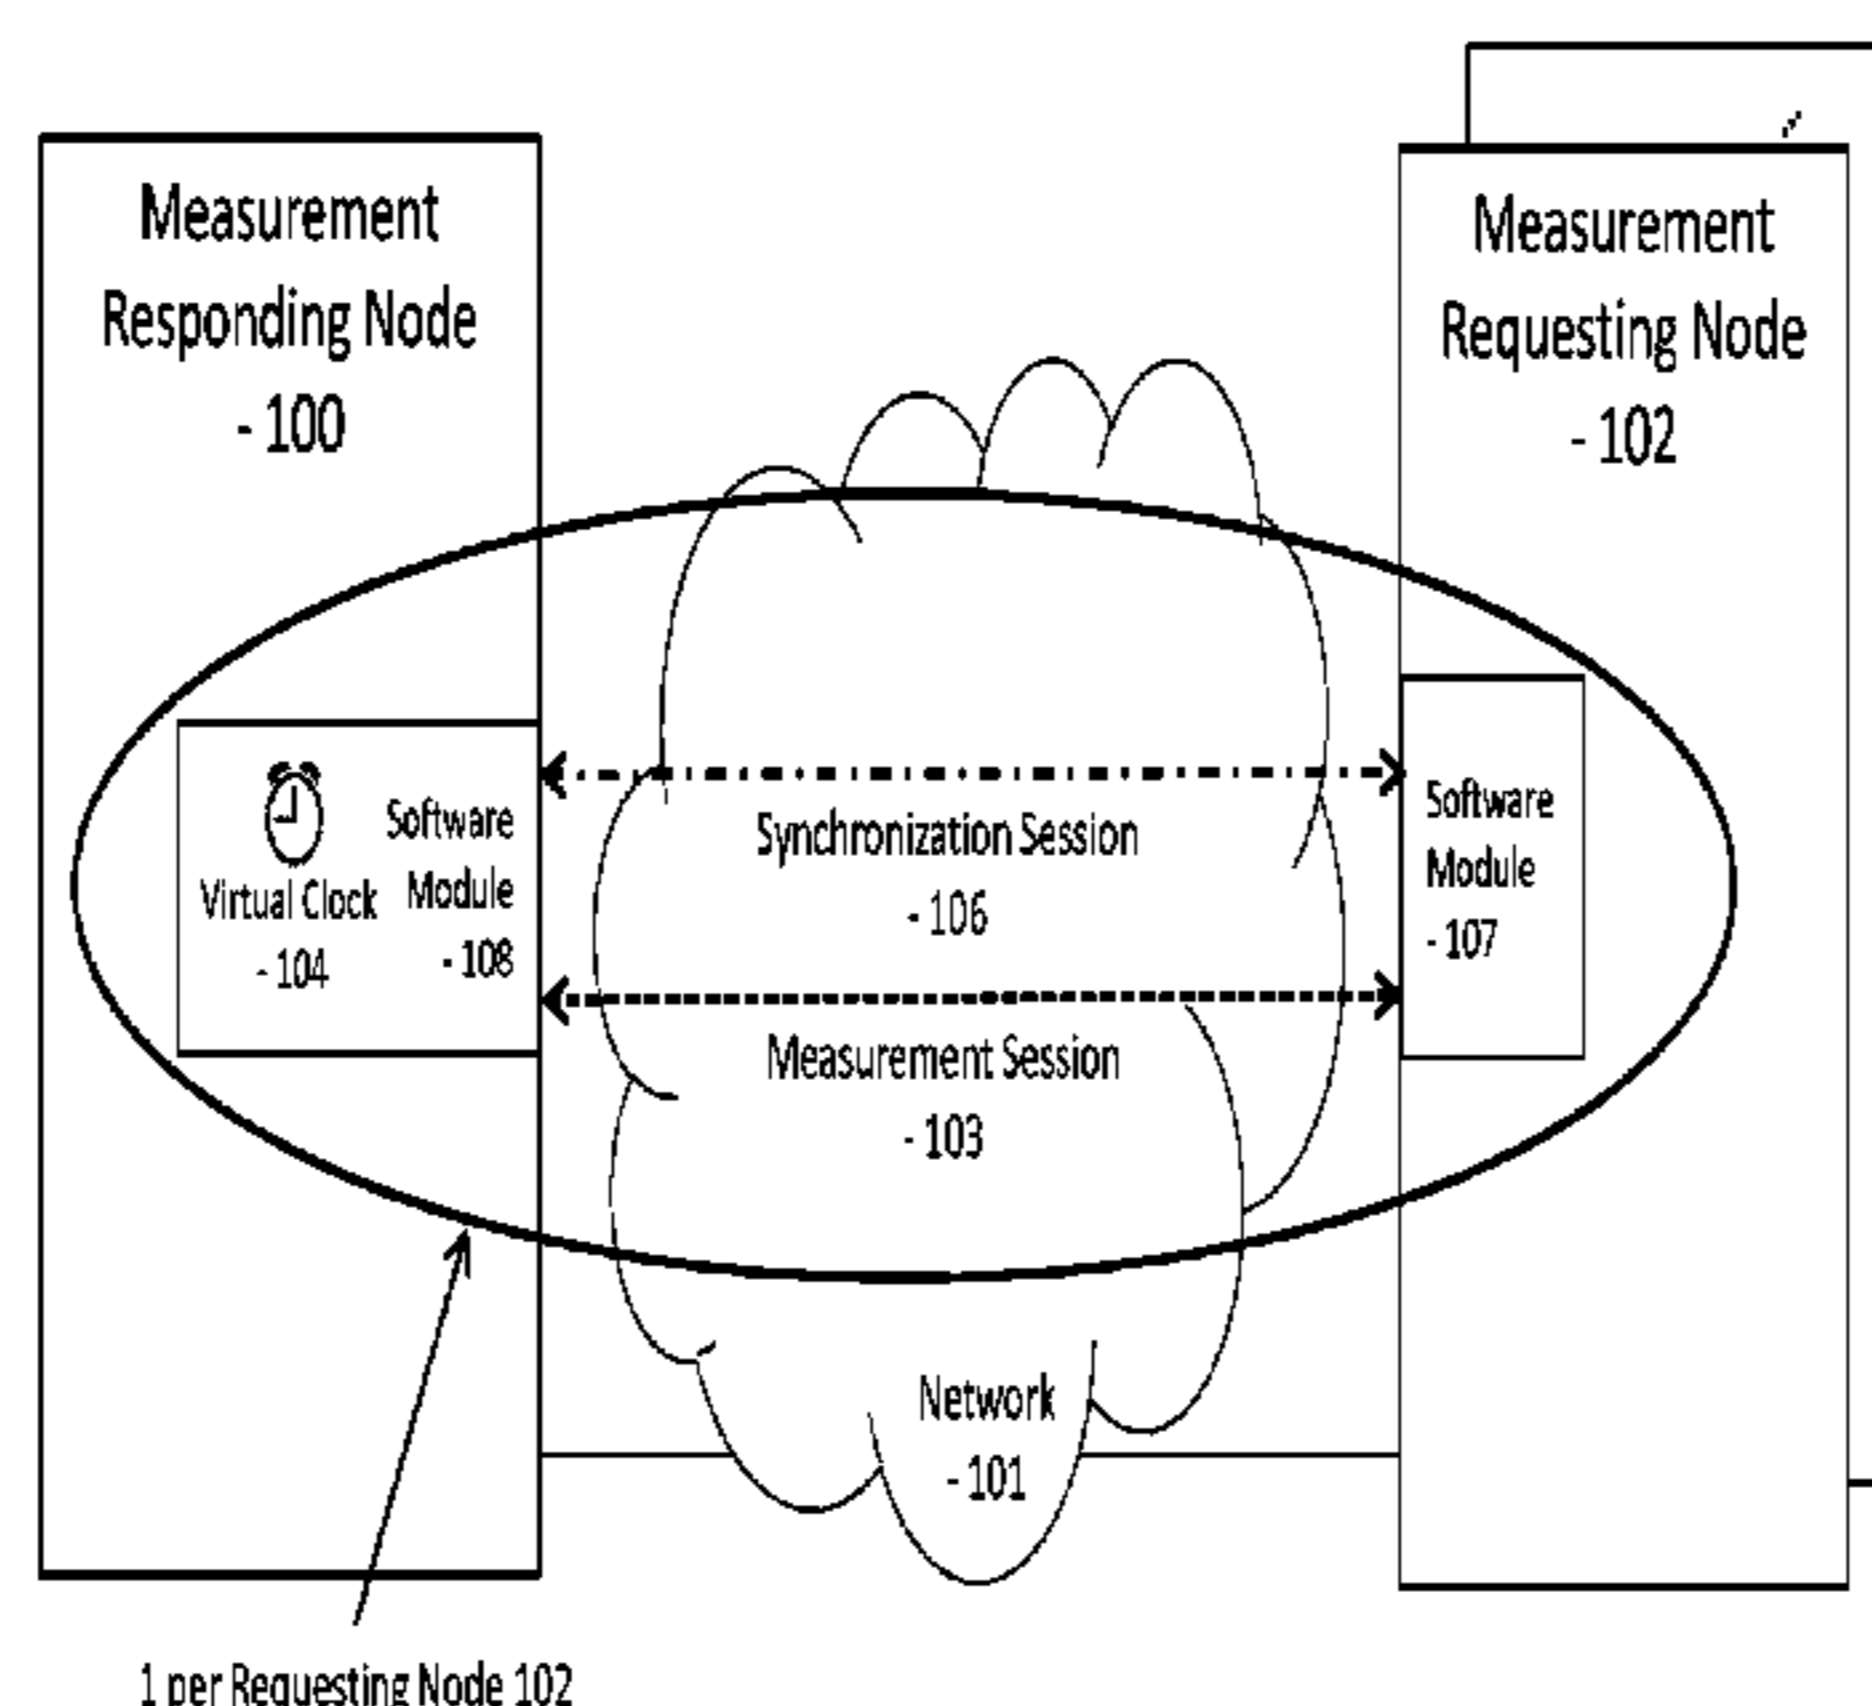 Measurement
Responding Node
- 100
Measurement
Requesting Node
- 102
Virtual Clock
- 104
Software
Module
- 108
Synchronization Session
- 106
Software
Module
- 107
Measurement Session
- 103
Network
- 101
1 per Requesting Node 102